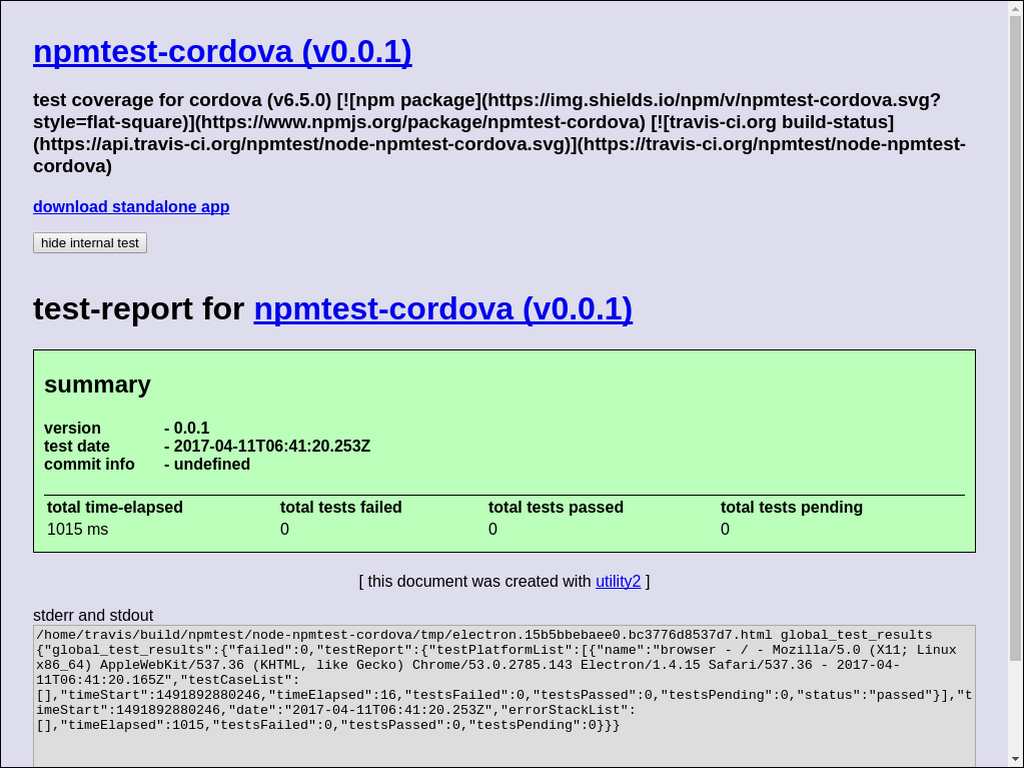 npmtest-cordova (v0.0.1)
test coverage for cordova (v6.5.0) [![npm package](https://img.shields.io/npm/v/npmtest-cordova.svg?
style=flat-square)](https://www.npmjs.org/package/npmtest-cordova) [![travis-ci.org build-status]
(https://api.travis-ci.org/npmtest/node-npmtest-cordova.svg)](https://travis-ci.org/npmtest/node-npmtest-
cordova)
download standalone app
hide internal test
test-report for npmtest-cordova (v0.0.1)
summary
version - 0.0.1
test date - 2017-04-11T06:41:20.253Z
commit info - undefined
total time-elapsed total tests failed total tests passed total tests pending
1015 ms 0 0 0
[ this document was created with utility2 ]
stderr and stdout
/home/travis/build/npmtest/node-npmtest-cordova/tmp/electron.15b5bbebaee0.bc3776d8537d7.html global_test_results
{"global_test_results":{"failed":0,"testReport":{"testPlatformList":[{"name":"browser - / - Mozilla/5.0 (X11; Linux
x86_64) AppleWebKit/537.36 (KHTML, like Gecko) Chrome/53.0.2785.143 Electron/1.4.15 Safari/537.36 - 2017-04-
11T06:41:20.165Z","testCaseList":
[],"timeStart":1491892880246,"timeElapsed":16,"testsFailed":0,"testsPassed":0,"testsPending":0,"status":"passed"}],"t
imeStart":1491892880246,"date":"2017-04-11T06:41:20.253Z","errorStackList":
[],"timeElapsed":1015,"testsFailed":0,"testsPassed":0,"testsPending":0}}}